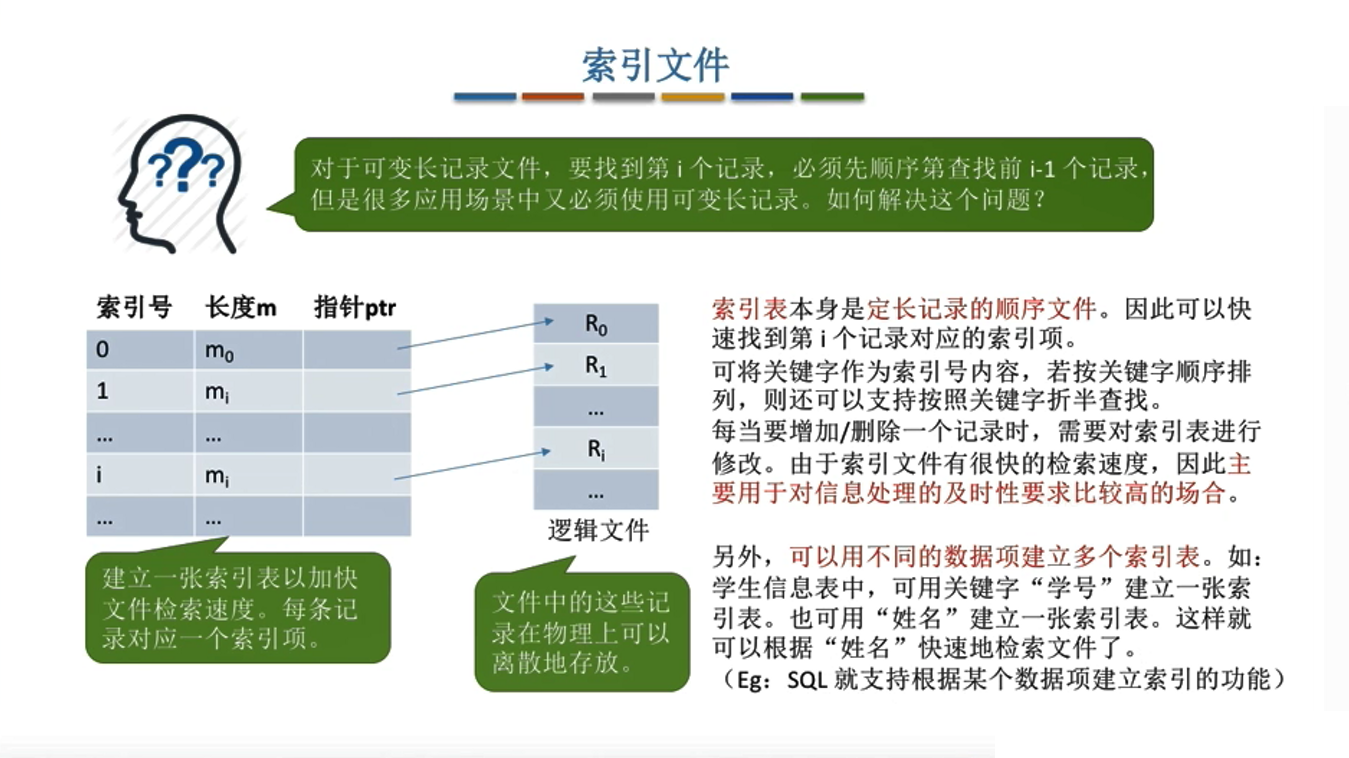 索引文件
???
对于可变长记录文件，要找到第 i 个记录，必须先顺序第查找前 i-1 个记录，
但是很多应用场景中又必须使用可变长记录。如何解决这个问题？
索引号 长度m 指针ptr
0 m0
1 mi
... ...
i mi
... ...
R0
R1
...
Ri
...
逻辑文件
建立一张索引表以加快
文件检索速度。每条记
录对应一个索引项。
文件中的这些记
录在物理上可以
离散地存放。
索引表本身是定长记录的顺序文件。因此可以快
速找到第 i 个记录对应的索引项。
可将关键字作为索引号内容，若按关键字顺序排
列，则还可以支持按照关键字折半查找。
每当要增加/删除一个记录时，需要对索引表进行
修改。由于索引文件有很快的检索速度，因此主
要用于对信息处理的及时性要求比较高的场合。
另外，可以用不同的数据项建立多个索引表。如：
学生信息表中，可用关键字“学号”建立一张索
引表。也可用“姓名”建立一张索引表。这样就
可以根据“姓名”快速地检索文件了。
（Eg：SQL 就支持根据某个数据项建立索引的功能）